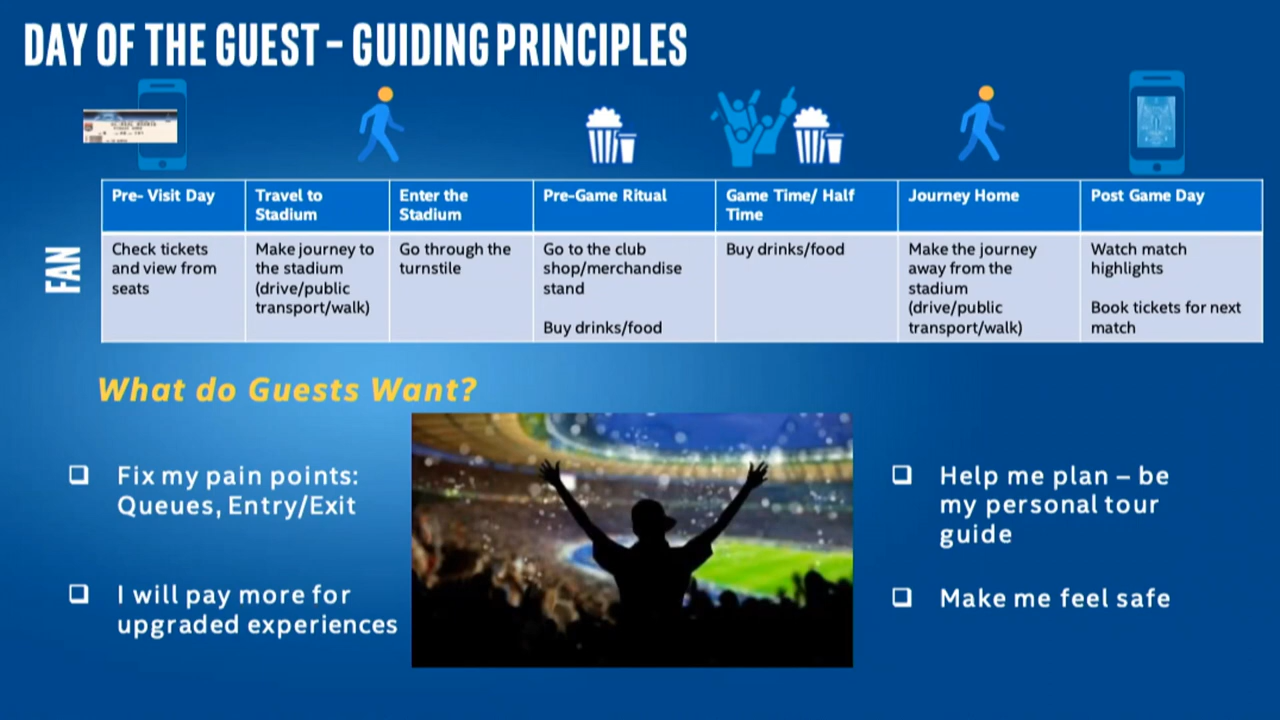 DAY OF THE GUEST – GUIDING PRINCIPLES
FAN
Pre- Visit Day
Check tickets
and view from
seats
Travel to
Stadium
Make journey to
the stadium
(drive/public
transport/walk)
Enter the
Stadium
Go through the
turnstile
Pre-Game Ritual
Go to the club
shop/merchandise
stand
Buy drinks/food
Game Time/ Half
Time
Buy drinks/food
Journey Home
Make the journey
away from the
stadium
(drive/public
transport/walk)
Post Game Day
Watch match
highlights
Book tickets for next
match
What do Guests Want?
Fix my pain points:
Queues, Entry/Exit
I will pay more for
upgraded experiences
Help me plan – be
my personal tour
guide
Make me feel safe